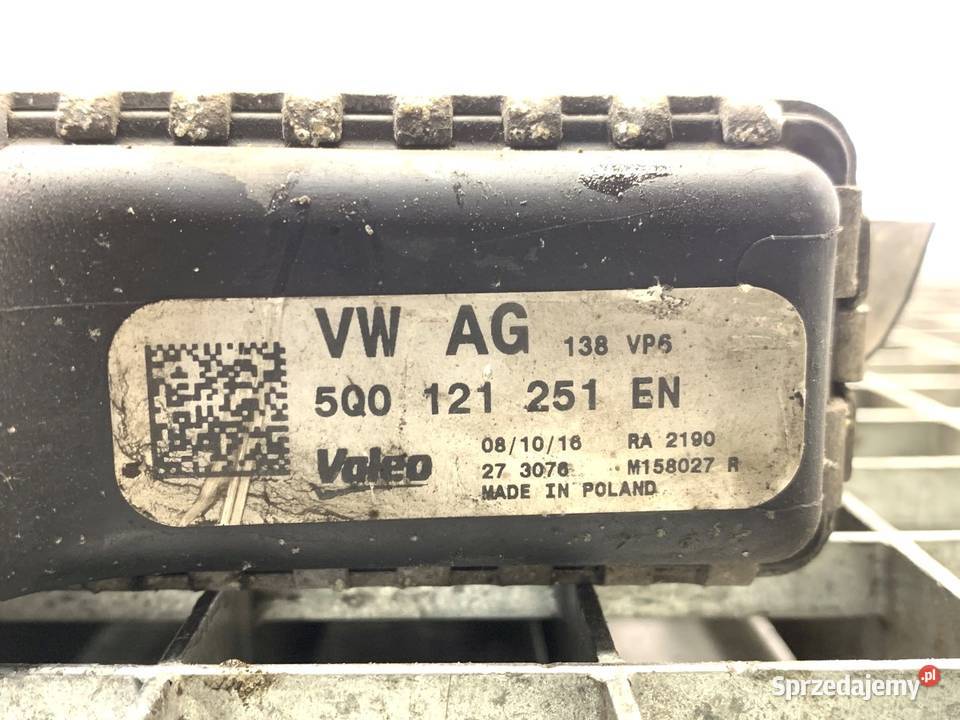 VW AG 138 VP6
5Q0 121 251 EN
Valeo
08/10/16 RA 2190
27 3076 M158027 R
MADE IN POLAND
Sprzedajemy.pl